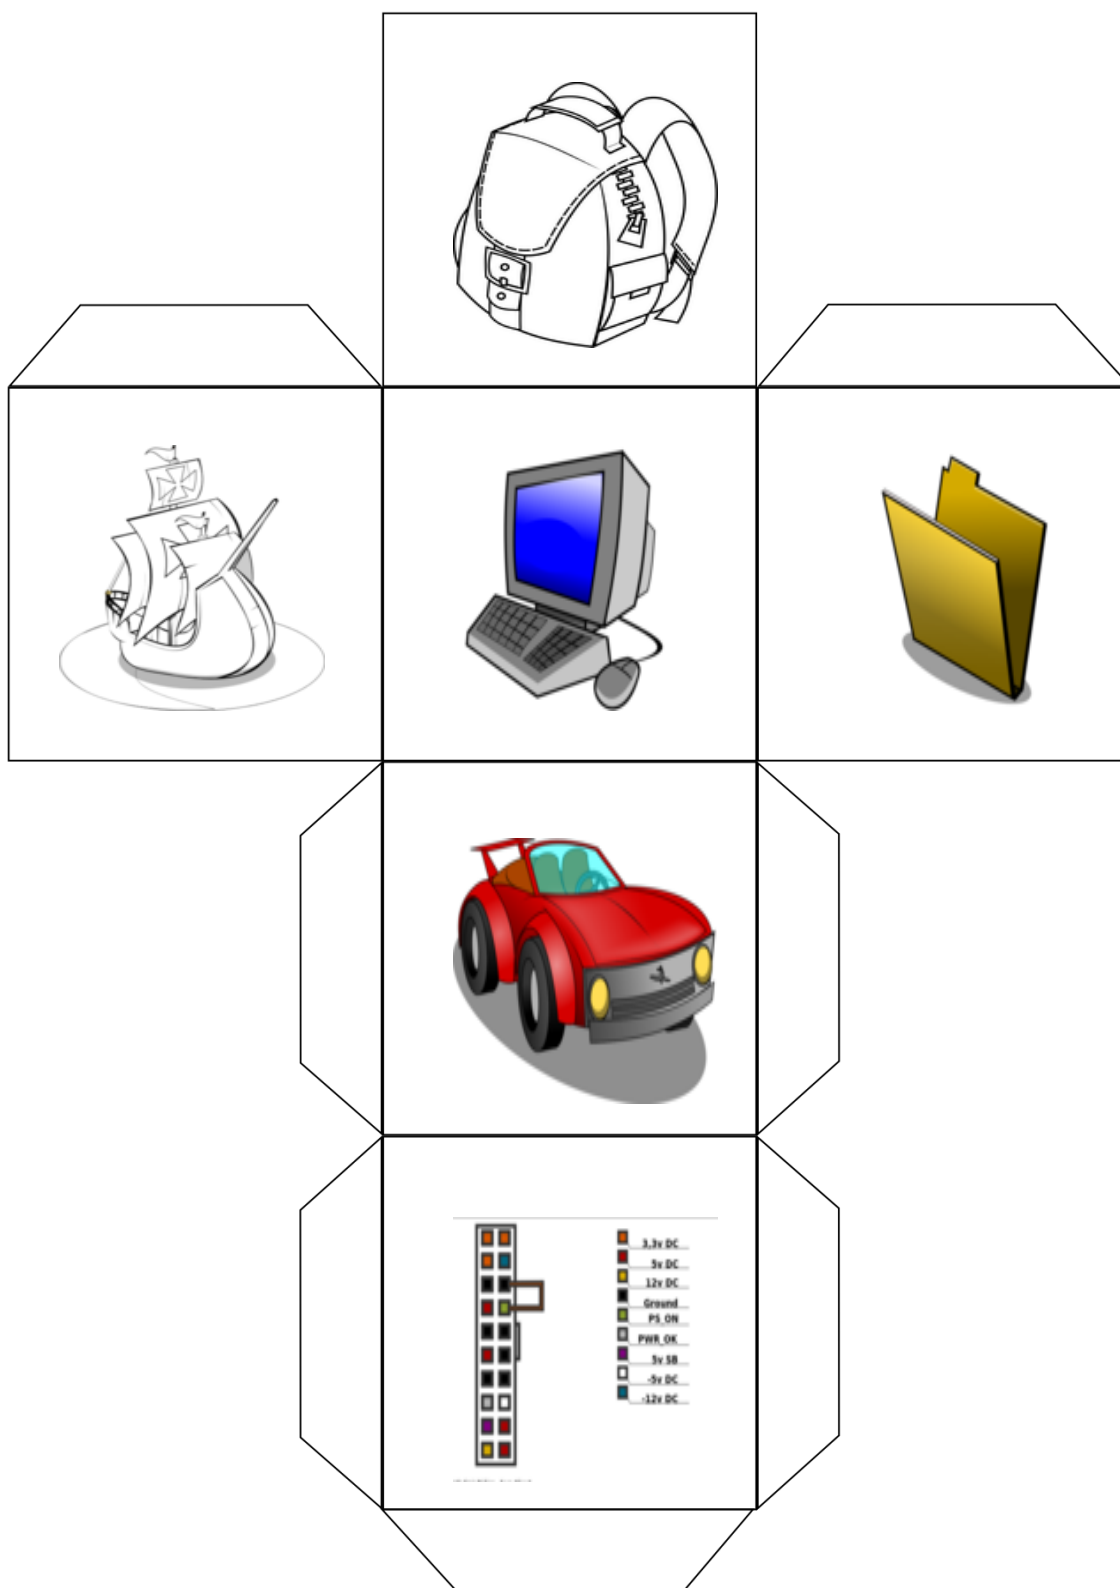 3,3v DC
5v DC
12v DC
Ground
PS_ON
PWR_OK
5v SB
-5v DC
-12v DC